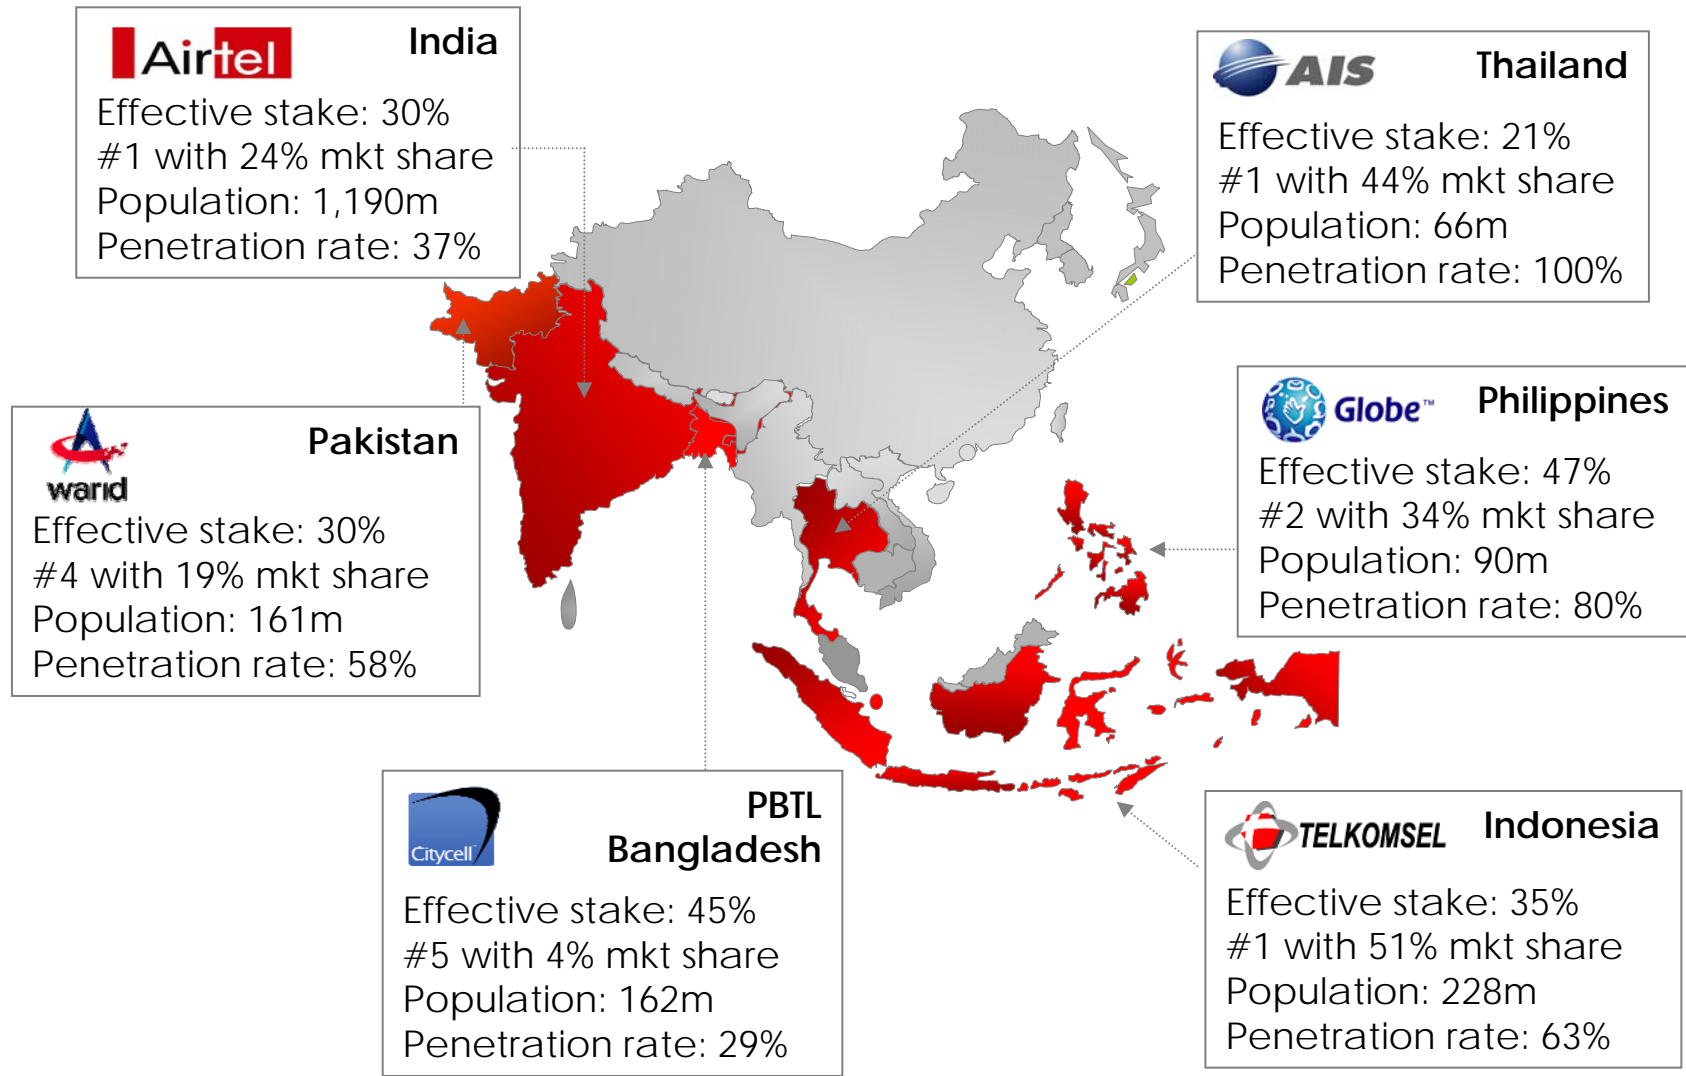 Airtel
India
Effective stake: 30%
#1 with 24% mkt share
Population: 1,190m
Penetration rate: 37%
AIS
Thailand
Effective stake: 21%
#1 with 44% mkt share
Population: 66m
Penetration rate: 100%
warid
Pakistan
Effective stake: 30%
#4 with 19% mkt share
Population: 161m
Penetration rate: 58%
Globe™
Philippines
Effective stake: 47%
#2 with 34% mkt share
Population: 90m
Penetration rate: 80%
Citycell
PBTL
Bangladesh
Effective stake: 45%
#5 with 4% mkt share
Population: 162m
Penetration rate: 29%
TELKOMSEL
Indonesia
Effective stake: 35%
#1 with 51% mkt share
Population: 228m
Penetration rate: 63%